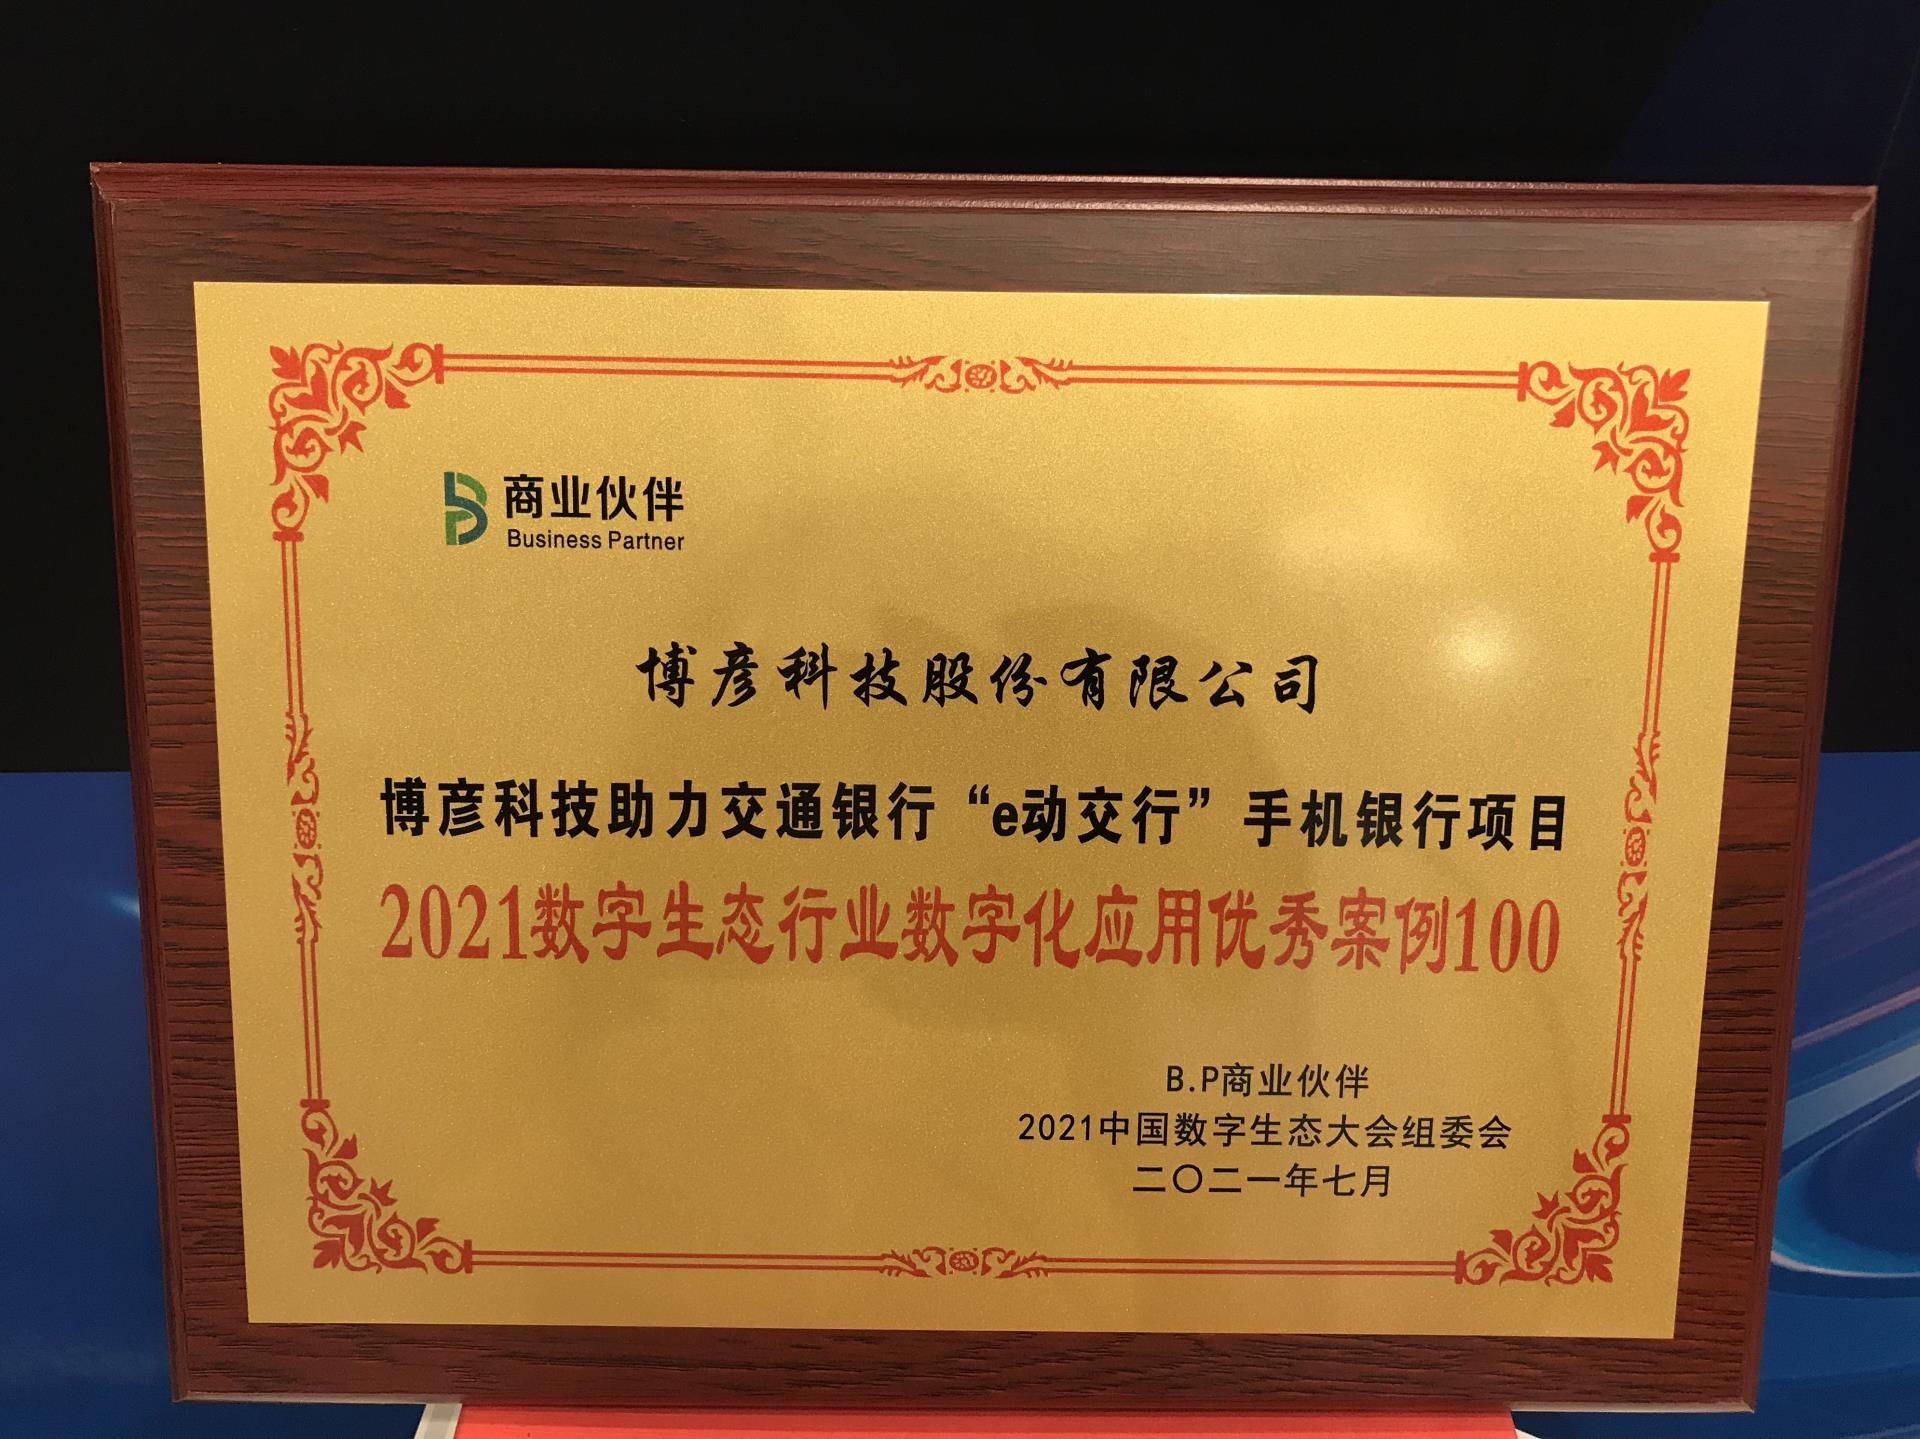 商业伙伴
Business Partner
博彦科技股份有限公司
博彦科技助力交通银行“e动交行”手机银行项目
2021数字生态行业数字化应用优秀案例100
B.P商业伙伴
2021中国数字生态大会组委会
二〇二一年七月